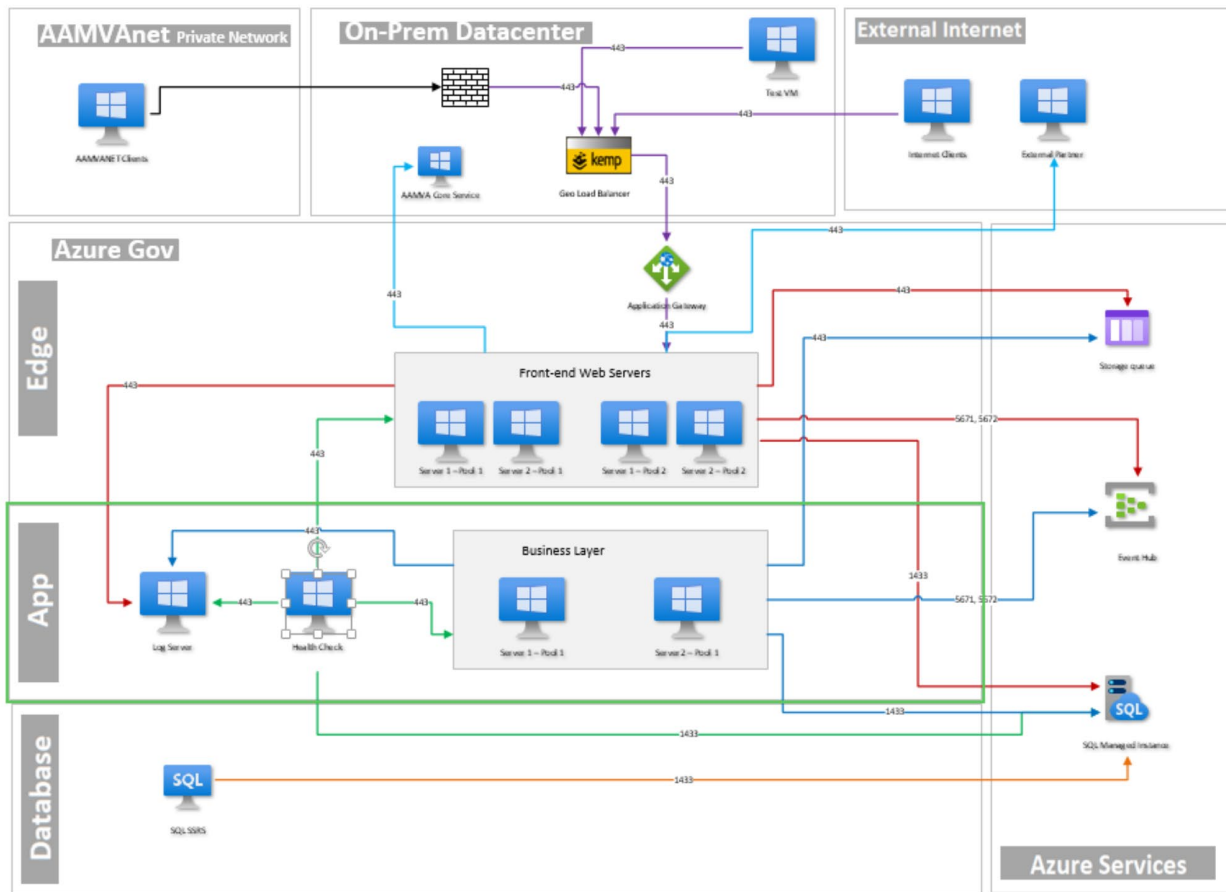 AAMVAnet Private Network
On-Prem Datacenter
External Internet
443
Test VM
443
443
AAMVANET Clients
AAMVA Core Service
kemp
Geo Load Balancer
Internet Clients
External Partner
443
443
Azure Gov
Application Gateway
443
443
443
443
Storage queue
Edge
Front-end Web Servers
443
443
5671, 5672
Server 1 – Pool 1
Server 2 – Pool 1
Server 1 – Pool 2
Server 2 – Pool 2
443
Event Hub
App
443
Business Layer
1433
443
443
5671, 5672
Log Server
Health Check
Server 1 – Pool 1
Server2 – Pool 1
SQL
1433
1433
SQL Managed Instance
Database
SQL
1433
SQL SSRS
Azure Services